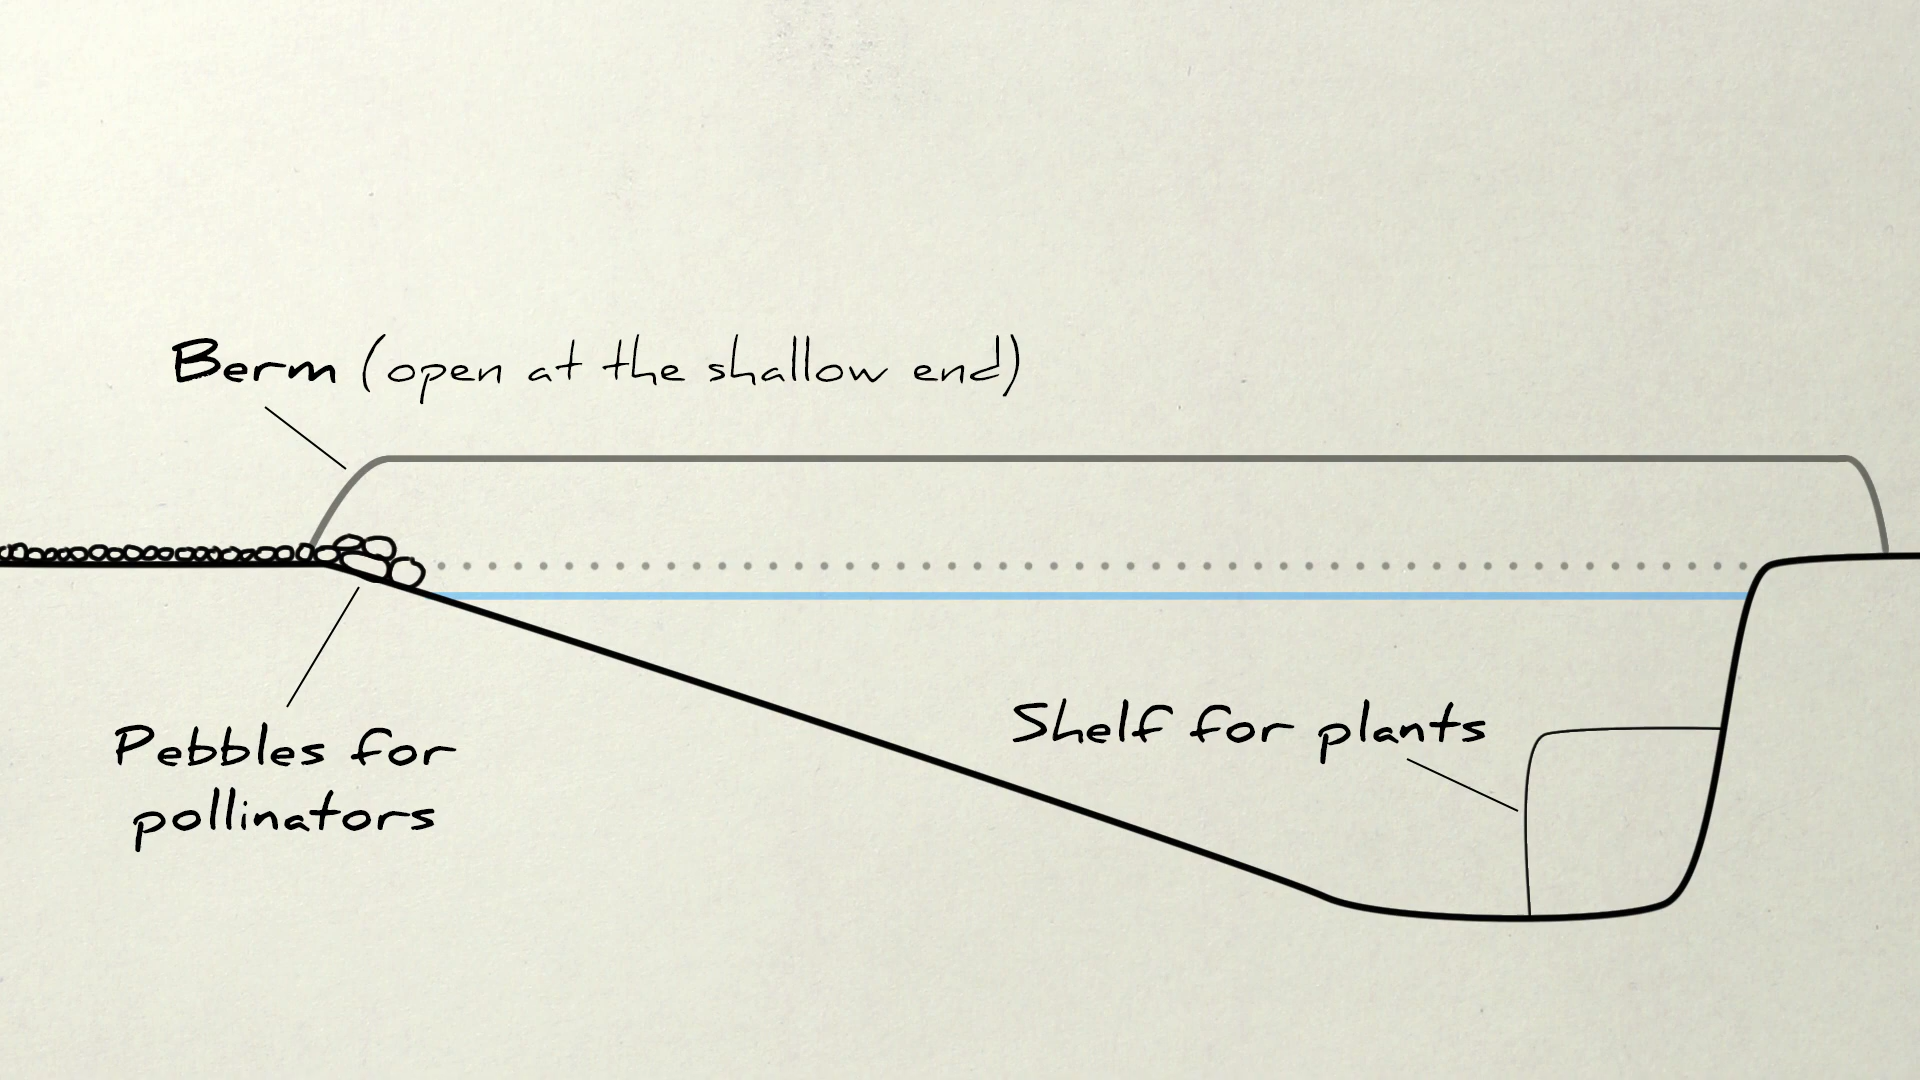 Berm (open at the shallow end)
Shelf for plants
Pebbles for
pollinators